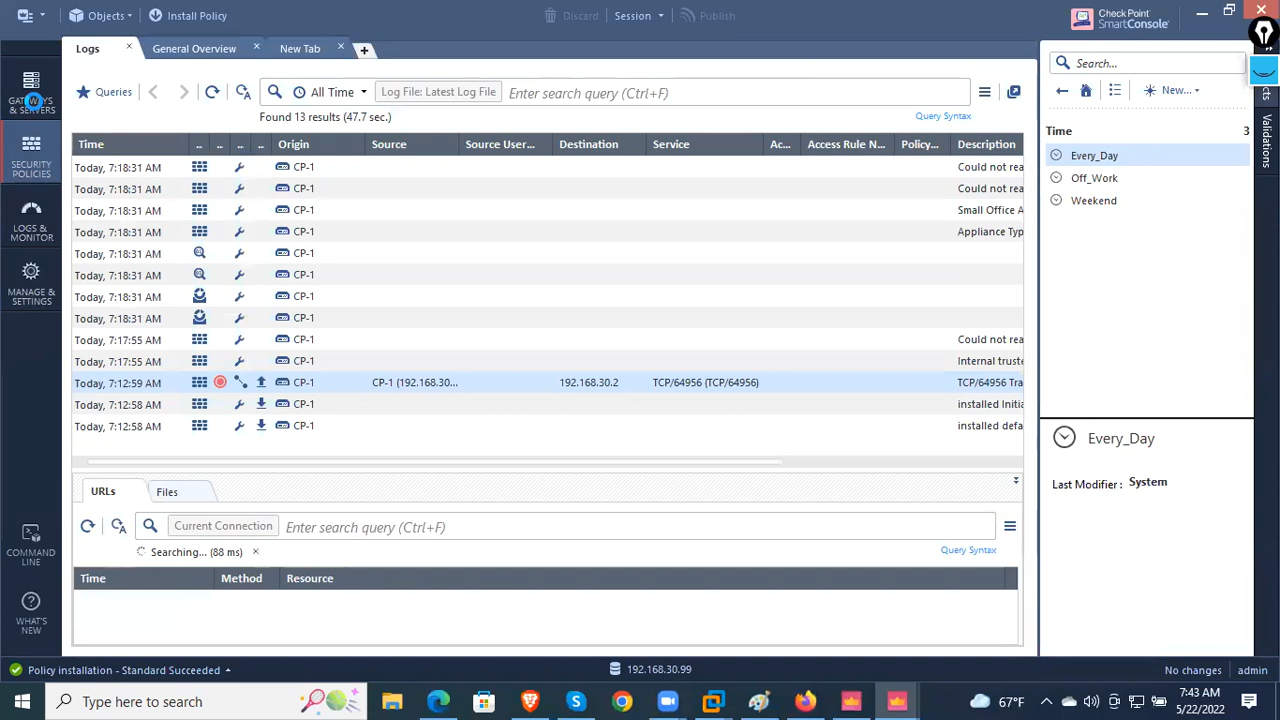 Objects
Install Policy
Discard
Session
Publish
Check Point
SmartConsole
Logs
General Overview
New Tab
Search...
GATEWAYS
& SERVERS
Queries
All Time
Log File: Latest Log File
Enter search query (Ctrl+F)
New...
Found 13 results (47.7 sec.)
Query Syntax
Validations
Time
3
Time .. .. .. .. Origin Source Source User... Destination Service Ac... Access Rule N... Policy... Description
SECURITY
POLICIES
LOGS &
MONITOR
MANAGE &
SETTINGS
COMMAND
LINE
WHAT'S
NEW
Every_Day
Off_Work
Weekend
Today, 7:18:31 AM CP-1 Could not rea
Today, 7:18:31 AM CP-1 Could not rea
Today, 7:18:31 AM CP-1 Small Office A
Today, 7:18:31 AM CP-1 Appliance Typ
Today, 7:18:31 AM CP-1
Today, 7:18:31 AM CP-1
Today, 7:18:31 AM CP-1
Today, 7:18:31 AM CP-1
Today, 7:17:55 AM CP-1 Could not rea
Today, 7:17:55 AM CP-1 Internal truste
Today, 7:12:59 AM CP-1 CP-1 (192.168.30... 192.168.30.2 TCP/64956 (TCP/64956) TCP/64956 Tra
Today, 7:12:58 AM CP-1 installed Initia
Today, 7:12:58 AM CP-1 installed defa
Every_Day
Last Modifier : System
URLs
Files
Current Connection
Enter search query (Ctrl+F)
Searching... (88 ms)
Query Syntax
Time Method Resource
Policy installation - Standard Succeeded
192.168.30.99
No changes
admin
Type here to search
67°F
7:43 AM
5/22/2022